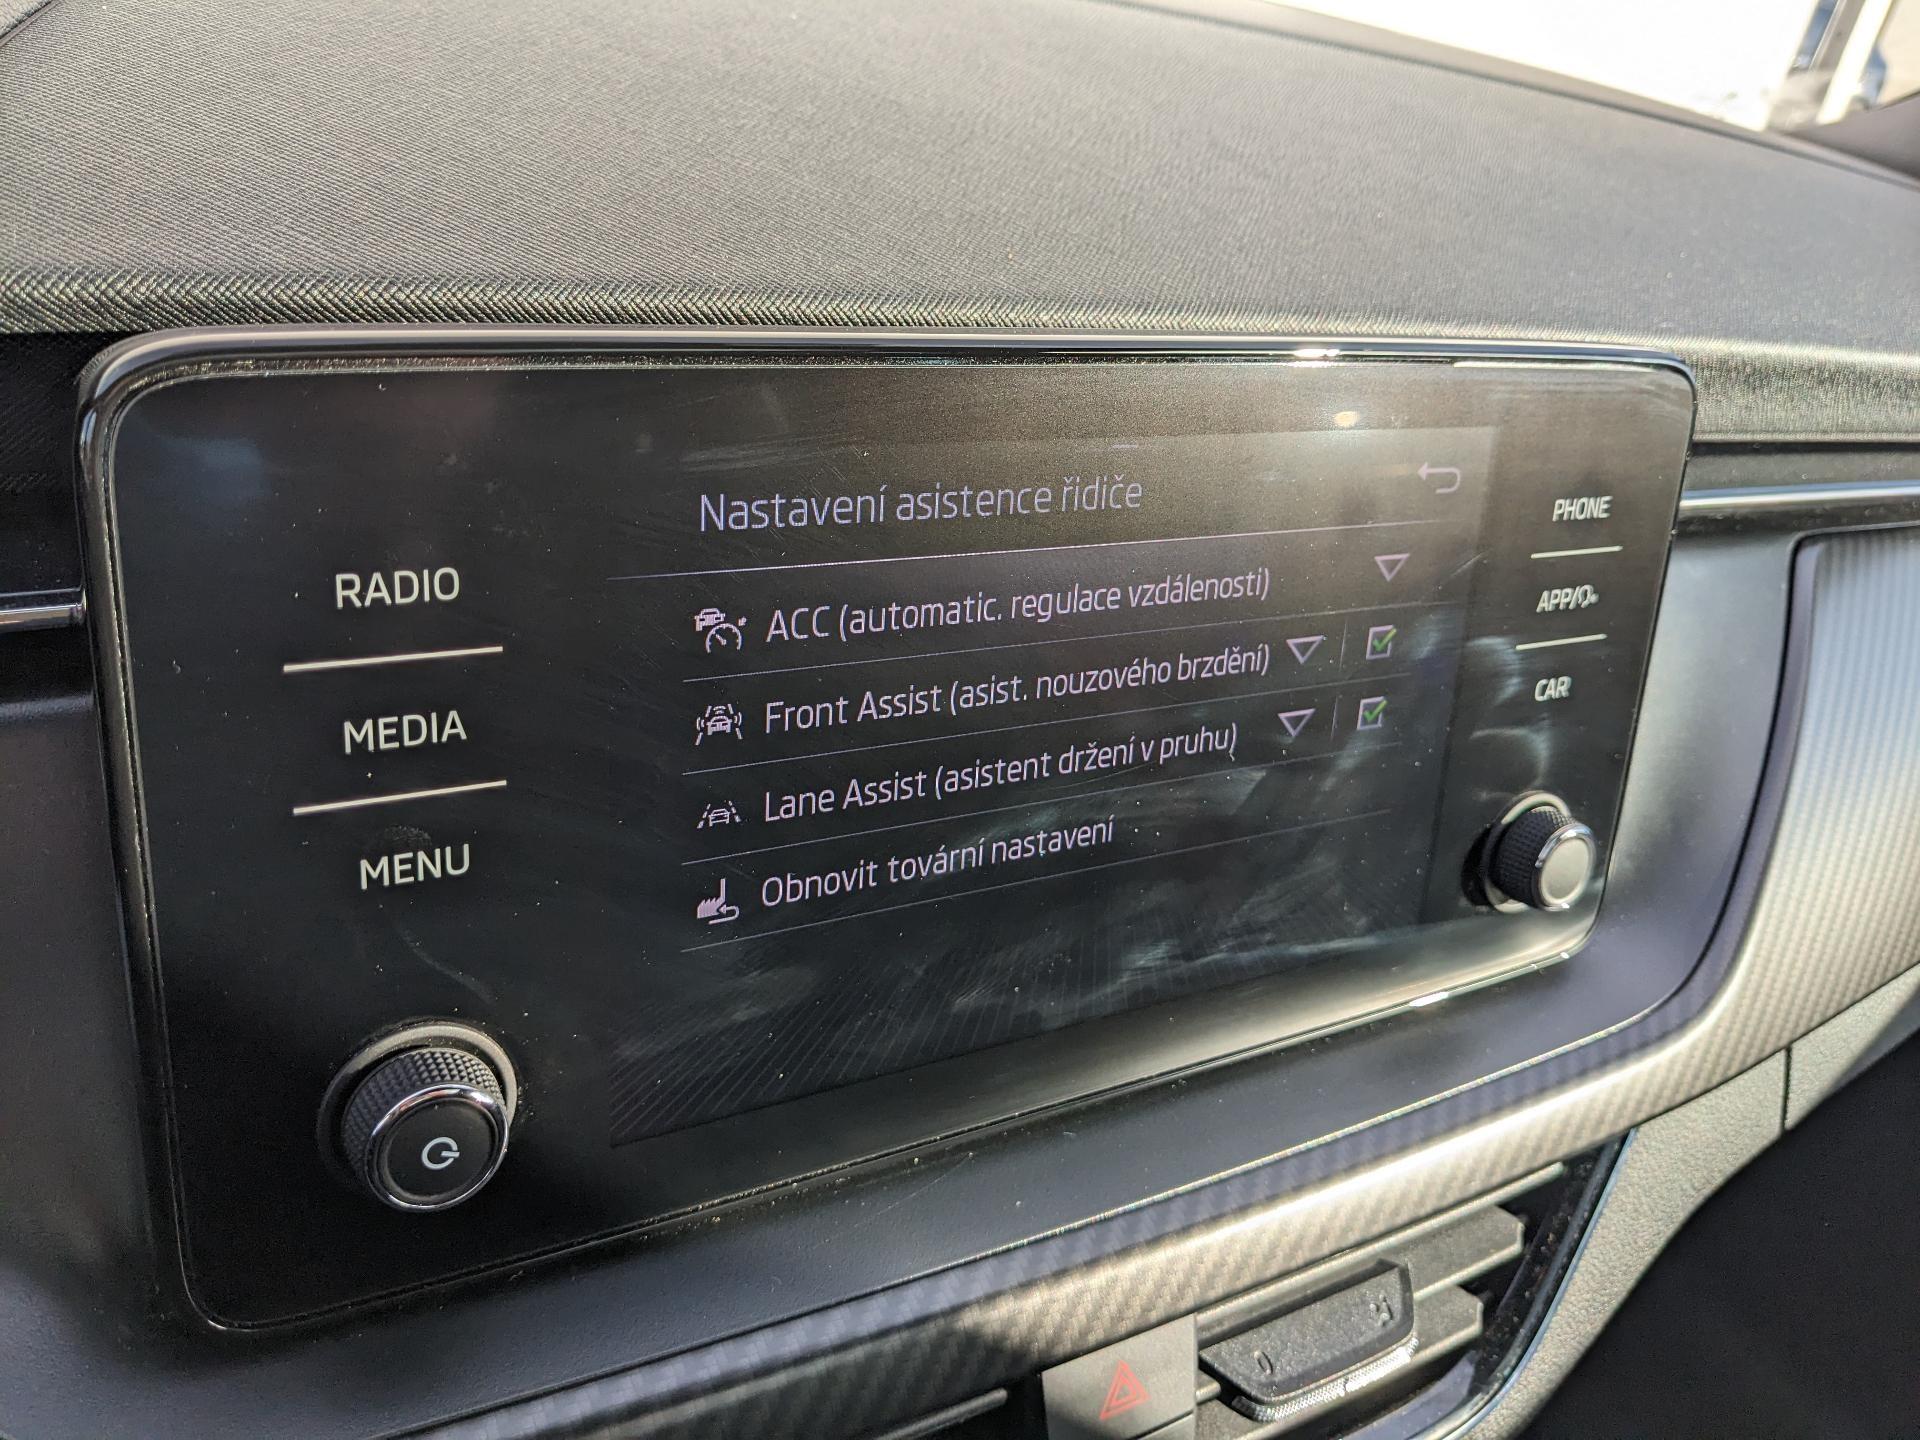 RADIO
MEDIA
MENU
Nastavení asistence řidiče
ACC (automatic. regulace vzdálenosti)
Front Assist (asist. nouzového brzdění)
Lane Assist (asistent držení v pruhu)
Obnovit tovární nastavení
PHONE
APP/
CAR
0